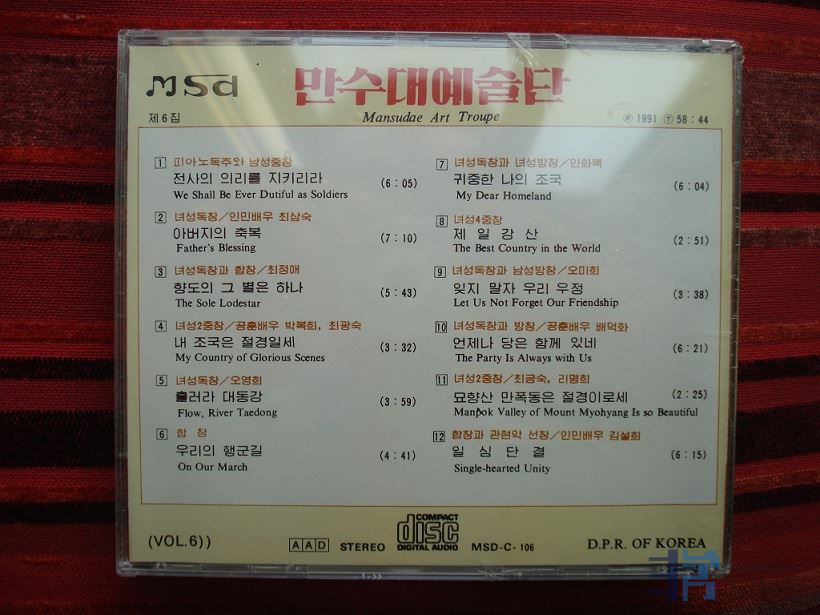 msd
만수대예술단
제6집
Mansudae Art Troupe
Ⓟ 1991 Ⓣ 58 : 44
1 피아노독주와 남성중창
전사의 의리를 지키리라 (6 : 05)
We Shall Be Ever Dutiful as Soldiers
2 녀성독창/인민배우 최삼숙
아버지의 축복 (7 : 10)
Father's Blessing
3 녀성독창과 합창/최정애
향도의 그 별은 하나 (5 : 43)
The Sole Lodestar
4 녀성2중창/공훈배우 박복희, 최광숙
내 조국은 절경일세 (3 : 32)
My Country of Glorious Scenes
5 녀성독창/오영희
흘러라 대동강 (3 : 59)
Flow, River Taedong
6 합 창
우리의 행군길 (4 : 41)
On Our March
7 녀성독창과 녀성방창/안화복
귀중한 나의 조국 (6 : 04)
My Dear Homeland
8 녀성4중창
제 일 강 산 (2 : 51)
The Best Country in the World
9 녀성독창과 남성방창/오미희
잊지 말자 우리 우정 (3 : 38)
Let Us Not Forget Our Friendship
10 녀성독창과 방창/공훈배우 배덕화
언제나 당은 함께 있네 (6 : 21)
The Party Is Always with Us
11 녀성2중창/최금숙, 리명희
묘향산 만폭동은 절경이로세 (2 : 25)
Manpok Valley of Mount Myohyang Is so Beautiful
12 합창과 관현악 선창/인민배우 김설희
일 심 단 결 (6 : 15)
Single-hearted Unity
(VOL.6))
AAD STEREO
COMPACT
disc
DIGITAL AUDIO
MSD-C- 106
D.P.R. OF KOREA